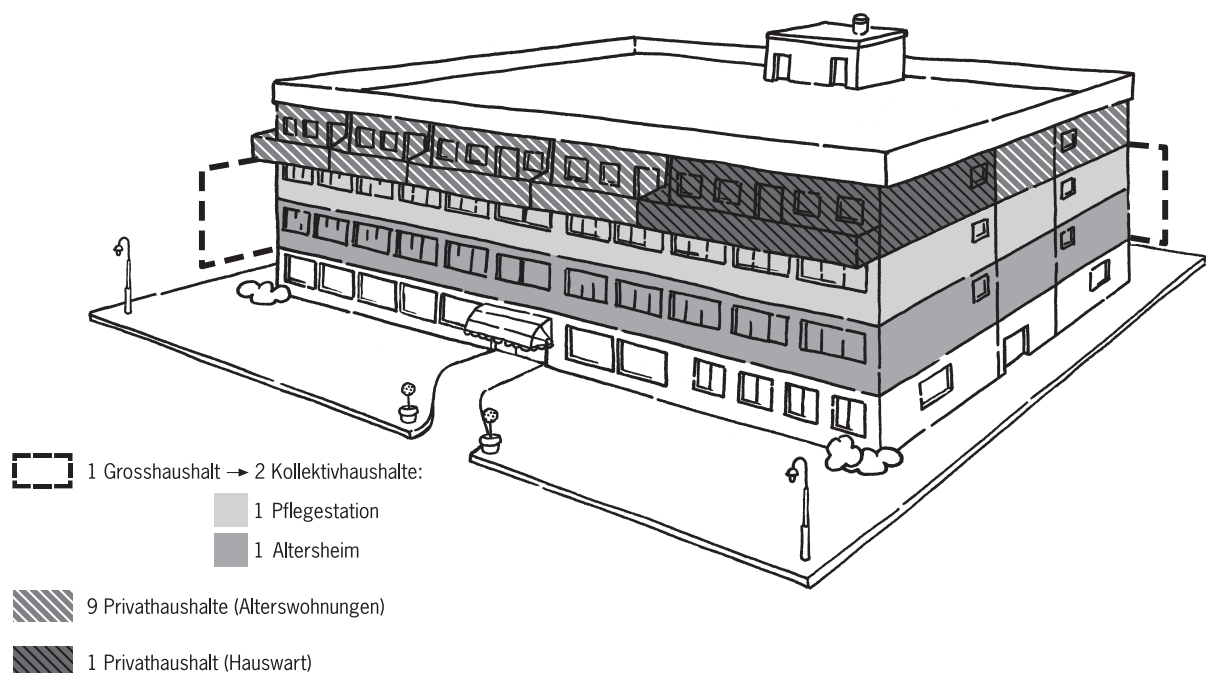 1 Grosshaushalt → 2 Kollektivhaushalte:
1 Pflegestation
1 Altersheim
9 Privathaushalte (Alterswohnungen)
1 Privathaushalt (Hauswart)